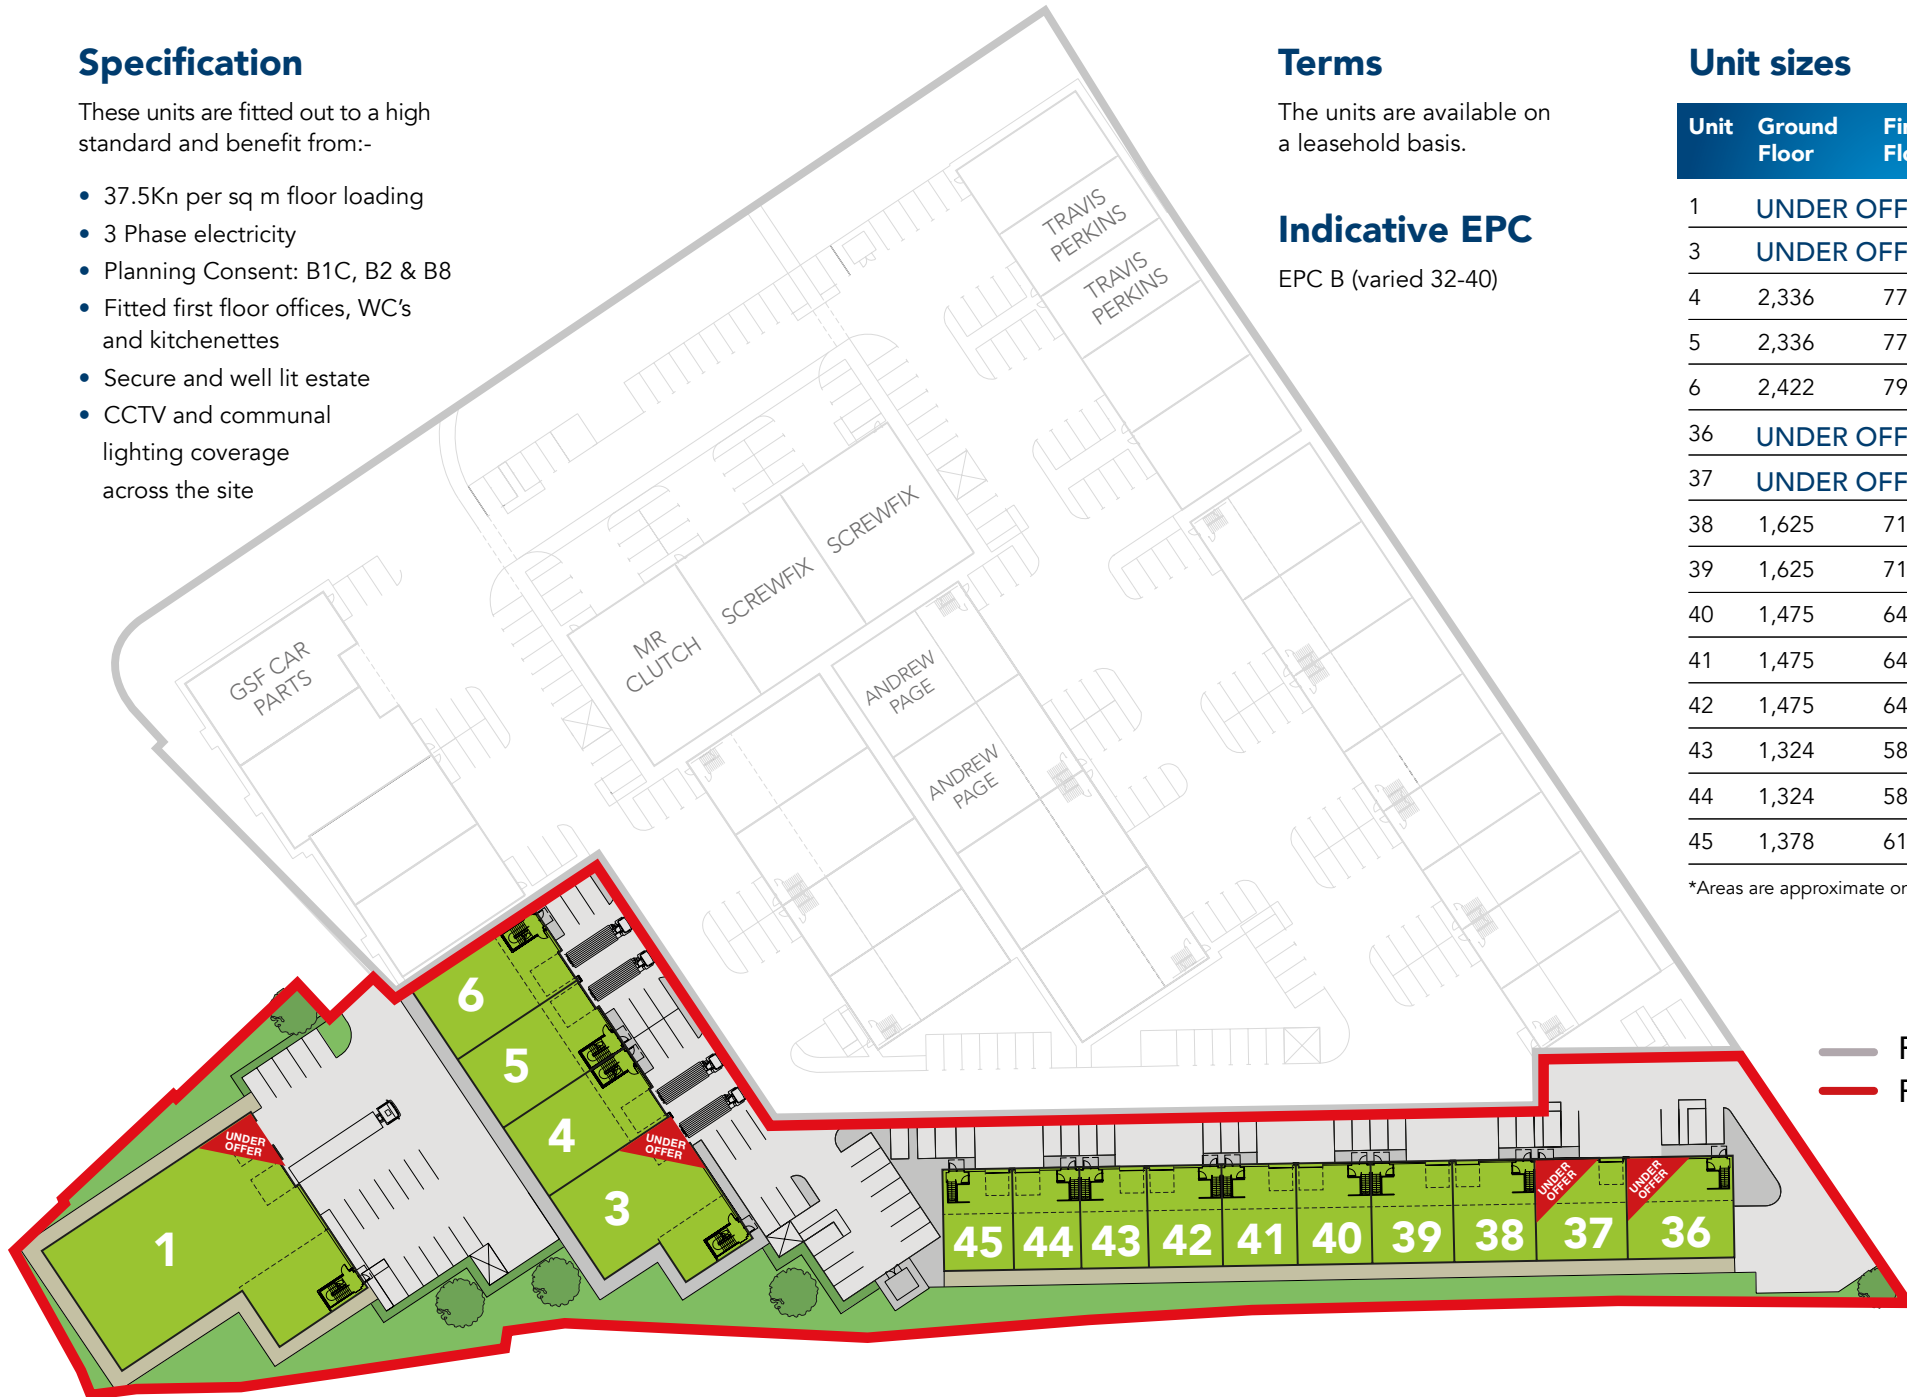 Specification
These units are fitted out to a high
standard and benefit from:-
• 37.5Kn per sq m floor loading
• 3 Phase electricity
• Planning Consent: B1C, B2 & B8
• Fitted first floor offices, WC's
and kitchenettes
• Secure and well lit estate
• CCTV and communal
lighting coverage
across the site
Terms
The units are available on
a leasehold basis.
Indicative EPC
EPC B (varied 32-40)
Unit sizes
Unit Ground
Floor
1 UNDER
3 UNDER
4 2,336
5 2,336
6 2,422
36 UNDER
37 UNDER
38 1,625
39 1,625
40 1,475
41 1,475
42 1,475
43 1,324
44 1,324
45 1,378
*Areas are approximate
TRAVIS
PERKINS
TRAVIS
PERKINS
SCREWFIX
SCREWFIX
MR
CLUTCH
GSF CAR
PARTS
ANDREW
PAGE
ANDREW
PAGE
6
5
4
UNDER
OFFER
3
UNDER
OFFER
1
45 44 43 42 41 40 39 38 37 36
UNDER
OFFER
UNDER
OFFER